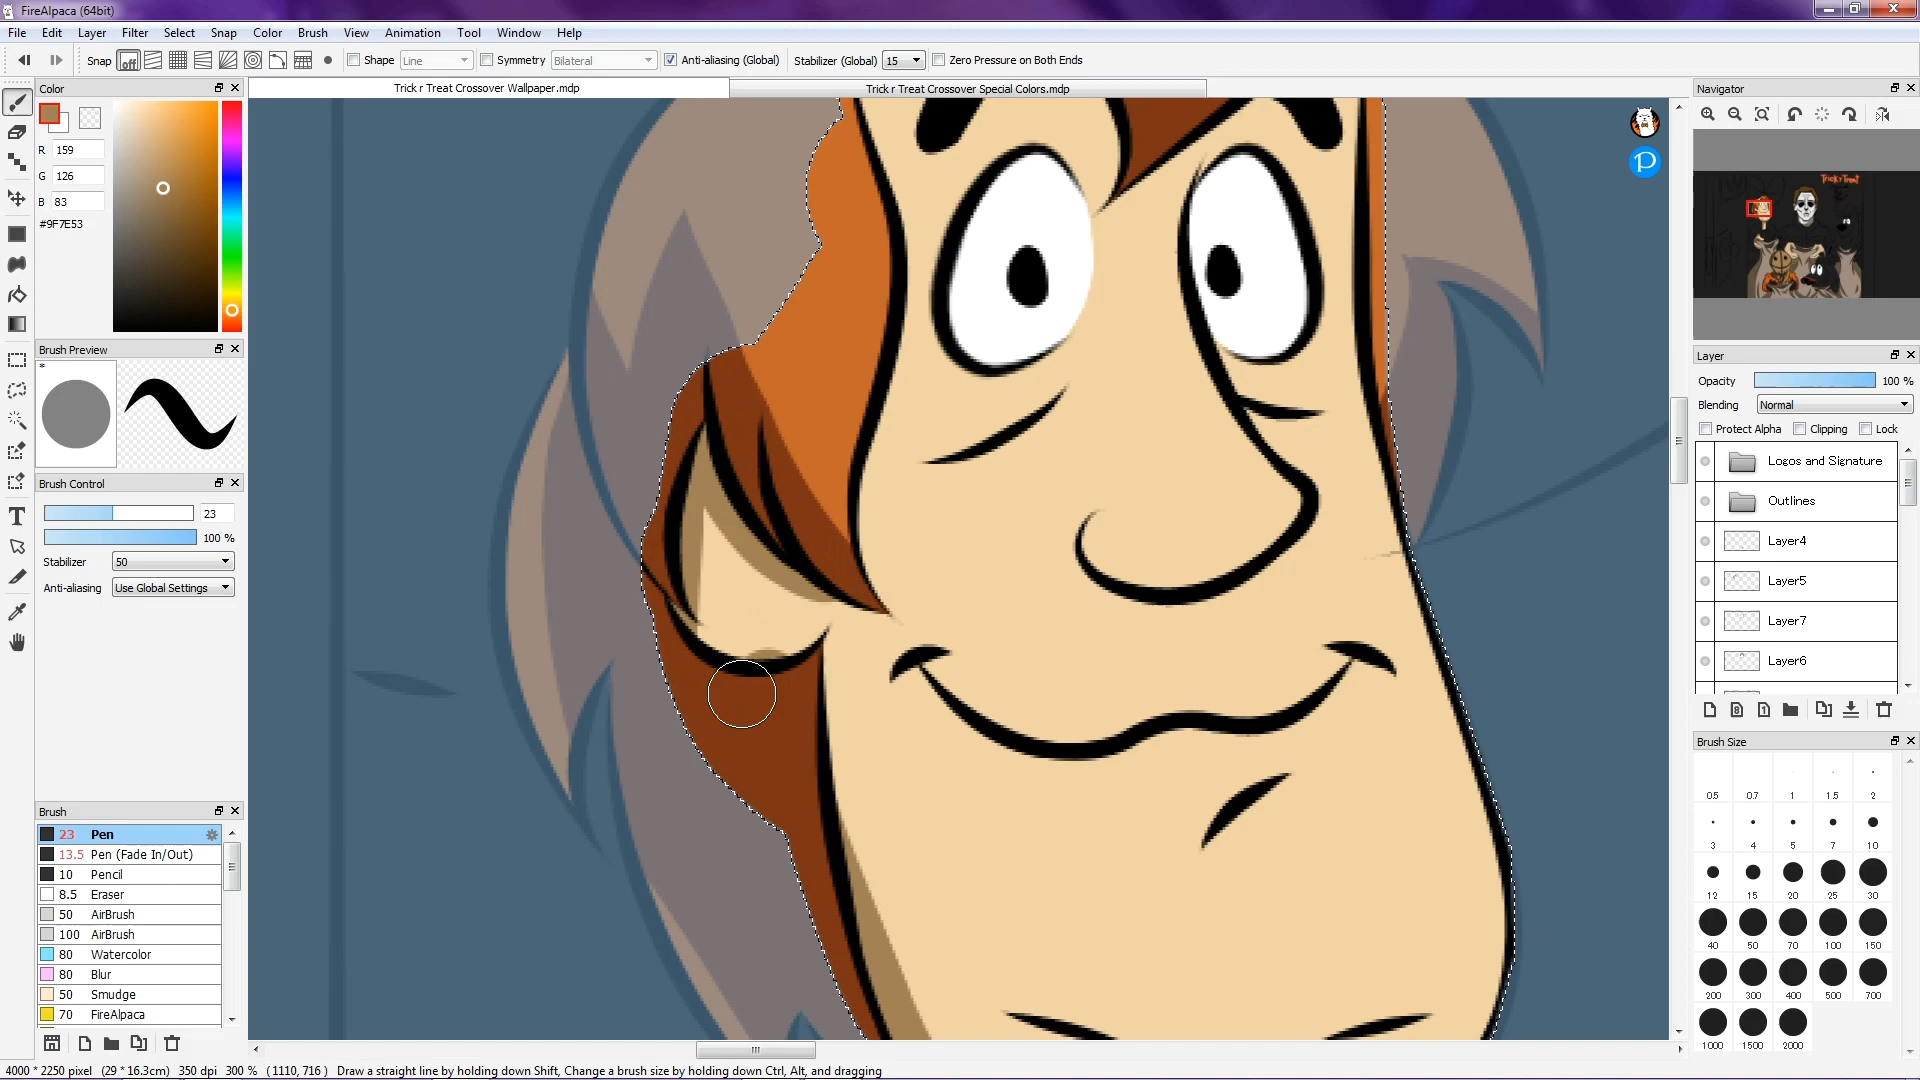 FireAlpaca (64bit)
File Edit Layer Filter Select Snap Color Brush View Animation Tool Window Help
Snap off Shape Line Symmetry Bilateral Anti-aliasing (Global) Stabilizer (Global) 15 Zero Pressure on Both Ends
Color
Trick r Treat Crossover Wallpaper.mdp
Trick r Treat Crossover Special Colors.mdp
R 159
G 126
B 83
#9F7E53
Brush Preview
*
Brush Control
23
100 %
Stabilizer 50
Anti-aliasing Use Global Settings
Brush
23 Pen
13.5 Pen (Fade In/Out)
10 Pencil
8.5 Eraser
50 AirBrush
100 AirBrush
80 Watercolor
80 Blur
50 Smudge
70 FireAlpaca
P
Navigator
Trick r Treat
Layer
Opacity 100 %
Blending Normal
Protect Alpha Clipping Lock
Logos and Signature
Outlines
Layer4
Layer5
Layer7
Layer6
Brush Size
0.5 0.7 1 1.5 2
3 4 5 7 10
12 15 20 25 30
40 50 70 100 150
200 300 400 500 700
1000 1500 2000
4000 * 2250 pixel (29 * 16.3cm) 350 dpi 300 % ( 1110, 716 ) Draw a straight line by holding down Shift, Change a brush size by holding down Ctrl, Alt, and dragging